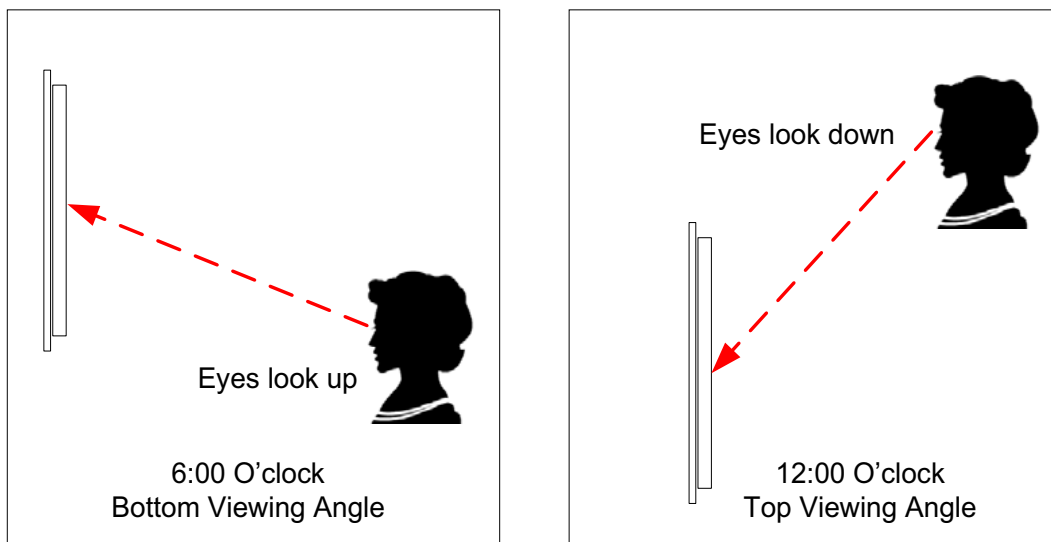 Eyes look up
6:00 O’clock
Bottom Viewing Angle
Eyes look down
12:00 O’clock
Top Viewing Angle